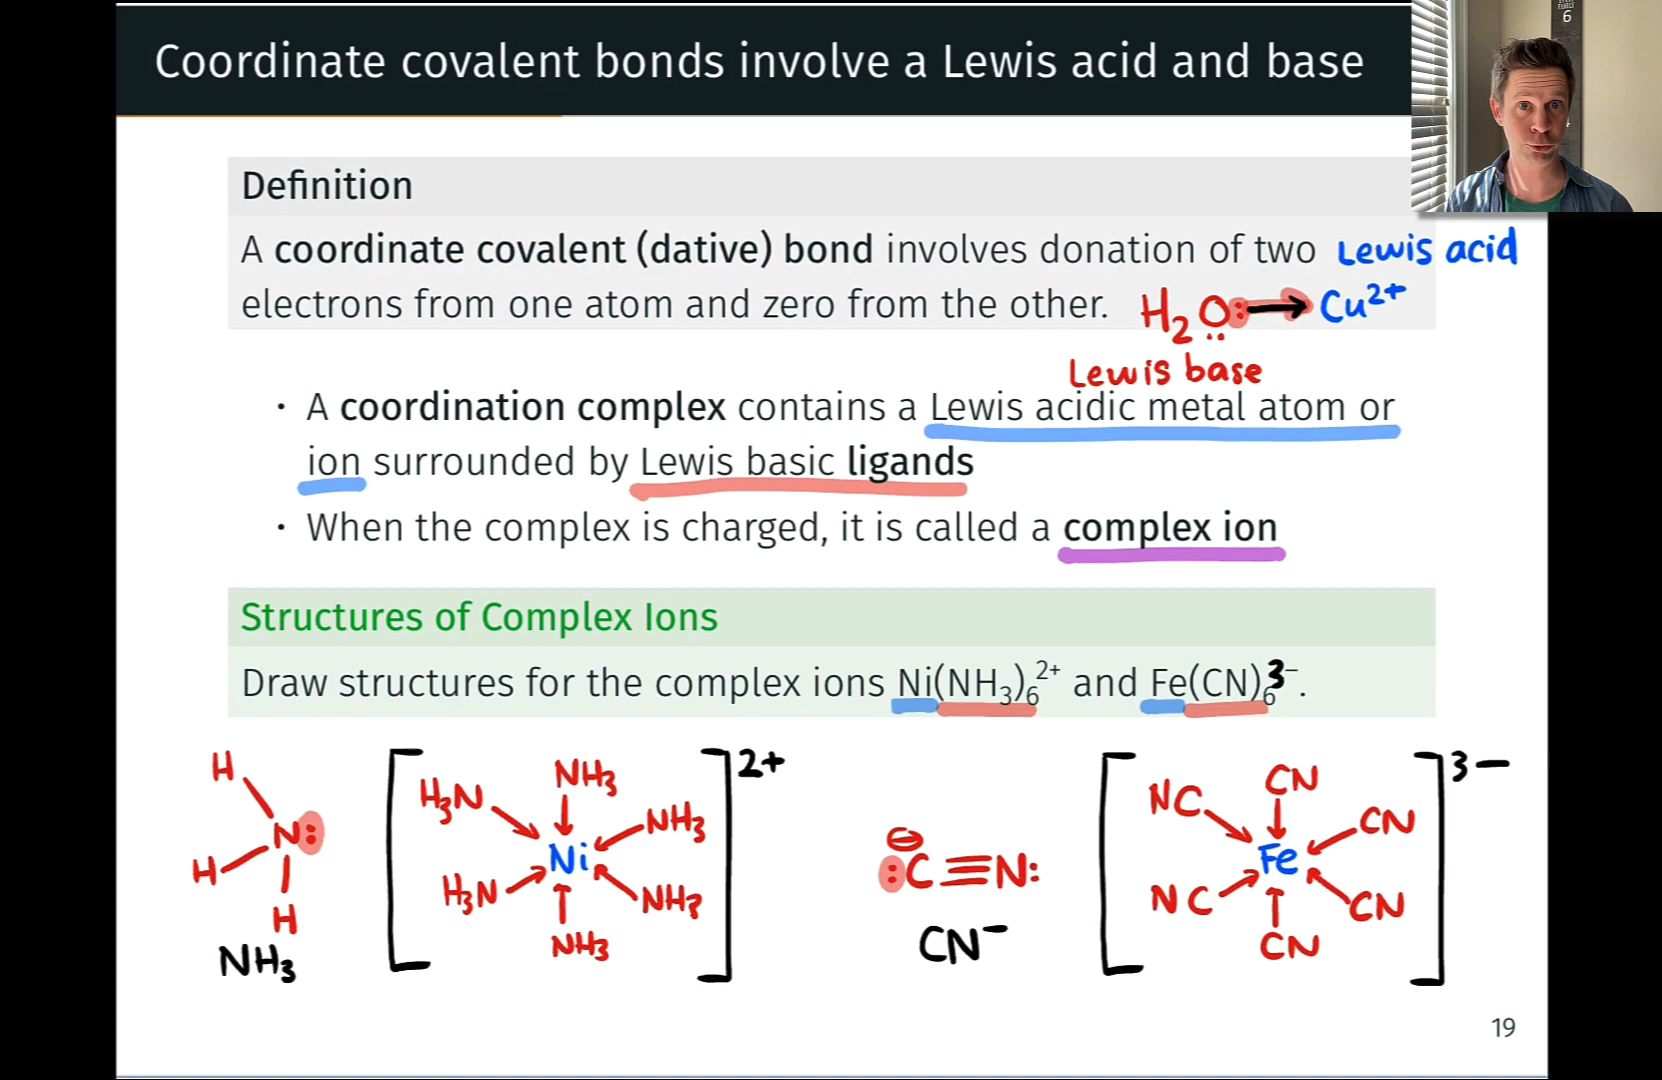 Coordinate covalent bonds involve a Lewis acid and base
6
Definition
A coordinate covalent (dative) bond involves donation of two
electrons from one atom and zero from the other.
Lewis acid
H₂O: → Cu²⁺
Lewis base
· A coordination complex contains a Lewis acidic metal atom or
ion surrounded by Lewis basic ligands
· When the complex is charged, it is called a complex ion
Structures of Complex Ions
Draw structures for the complex ions Ni(NH₃)₆²⁺ and Fe(CN)₆³⁻.
H
H N:
H
NH₃
2+
NH₃
H₃N NH₃
Ni
H₃N NH₃
NH₃
⊖
:C≡N:
CN⁻
3−
CN
NC CN
Fe
NC CN
CN
19